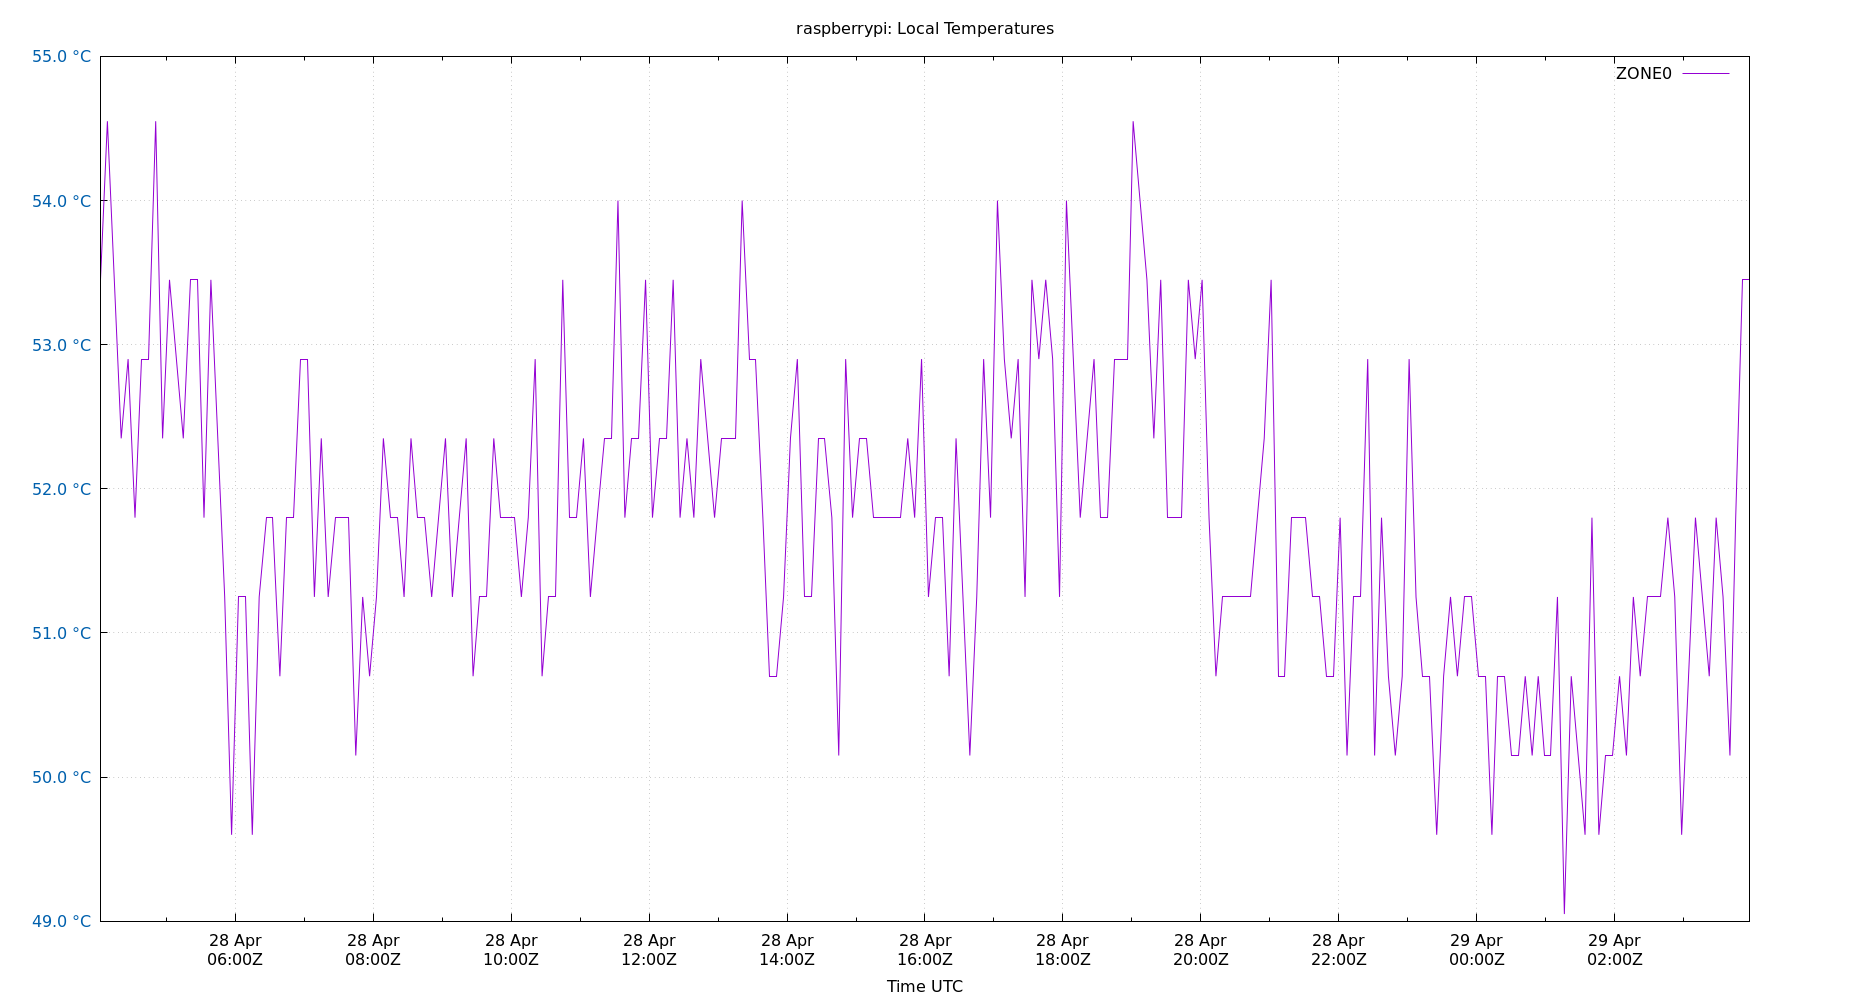 raspberrypi: Local Temperatures
55.0 °C
ZONE0
54.0 °C
53.0 °C
52.0 °C
51.0 °C
50.0 °C
49.0 °C
28 Apr 28 Apr 28 Apr 28 Apr 28 Apr 28 Apr 28 Apr 28 Apr 28 Apr 29 Apr 29 Apr
06:00Z 08:00Z 10:00Z 12:00Z 14:00Z 16:00Z 18:00Z 20:00Z 22:00Z 00:00Z 02:00Z
Time UTC